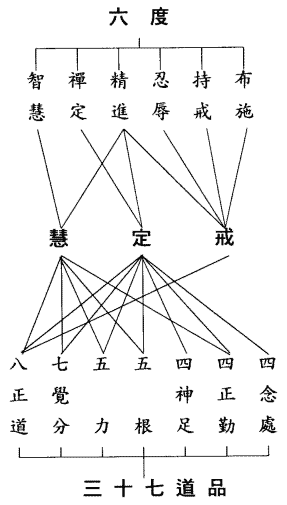 六度
布施
持戒
忍辱
精進
禪定
智慧
戒
定
慧
四念處
四正勤
四神足
五根
五力
七覺分
八正道
三十七道品